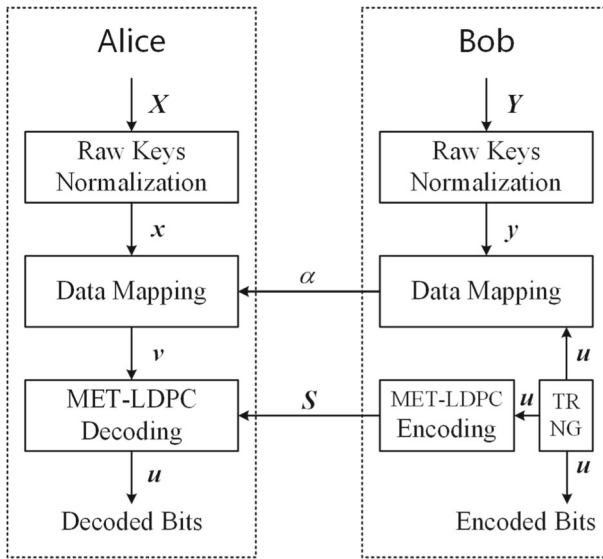 Alice
Bob
X
Y
Raw Keys
Normalization
Raw Keys
Normalization
x
y
Data Mapping
α
Data Mapping
v
u
MET-LDPC
Decoding
S
MET-LDPC
Encoding
u
TR
NG
u
u
Decoded Bits
Encoded Bits